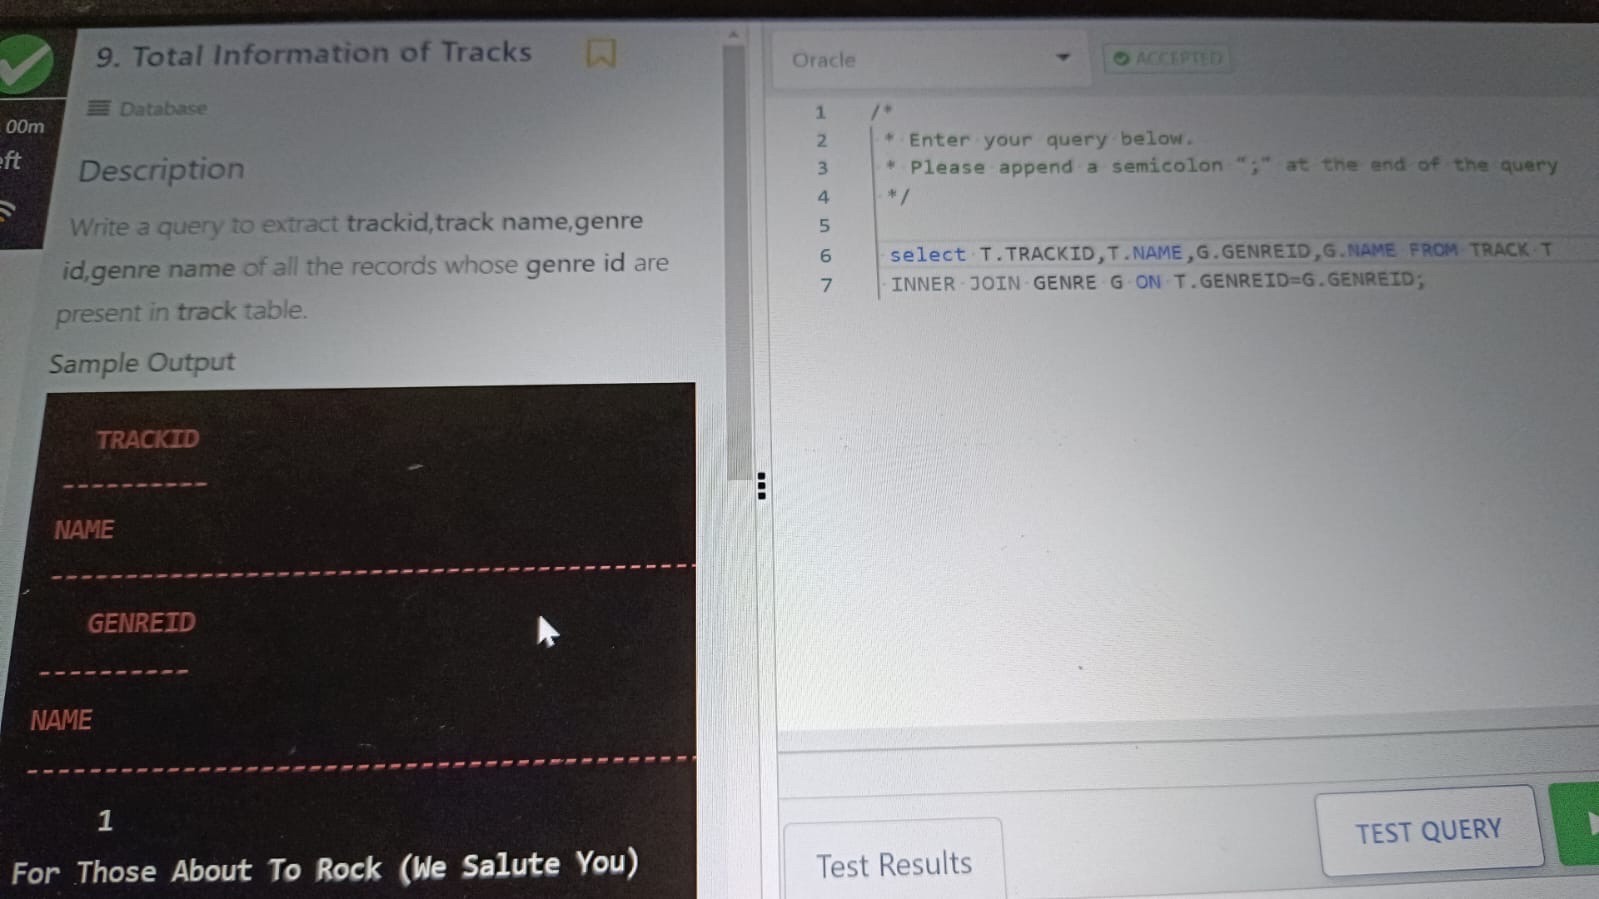 9. Total Information of Tracks
Database
00m
eft
Description
Write a query to extract trackid,track name,genre
id,genre name of all the records whose genre id are
present in track table.
Sample Output
TRACKID
----------
NAME
GENREID
----------
NAME
1
For Those About To Rock (We Salute You)
Oracle
ACCEPTED
1 /*
2 * Enter your query below.
3 * Please append a semicolon ";" at the end of the query
4 */
5
6 select T.TRACKID,T.NAME,G.GENREID,G.NAME FROM TRACK T
7 INNER JOIN GENRE G ON T.GENREID=G.GENREID;
TEST QUERY
Test Results